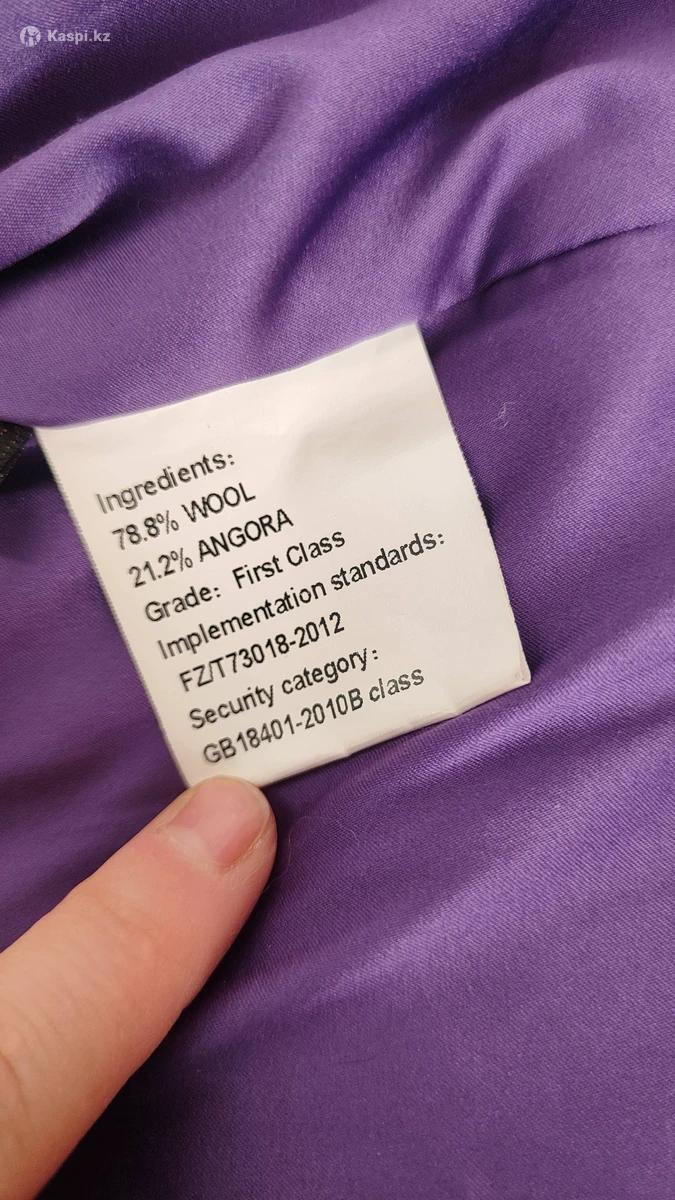 Kaspi.kz
Ingredients:
78.8% WOOL
21.2% ANGORA
Grade: First Class
Implementation standards:
FZ/T73018-2012
Security category:
GB18401-2010B class